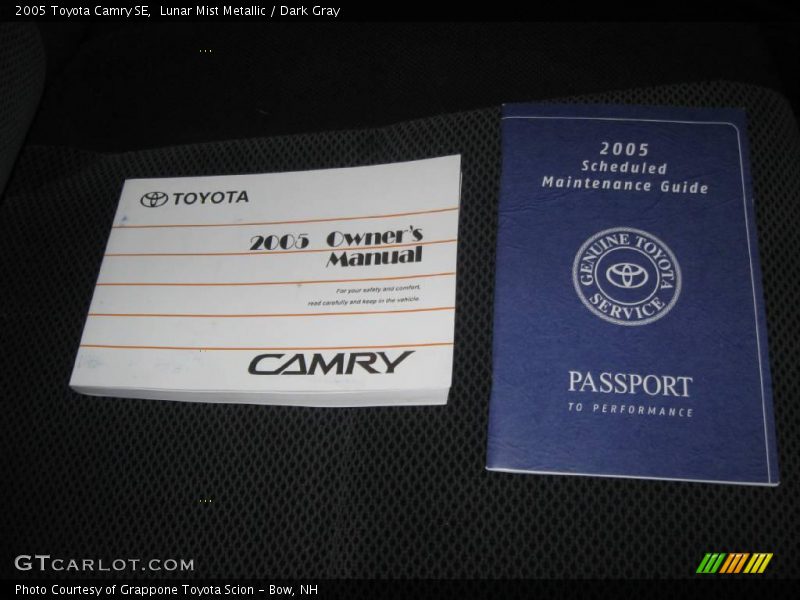 2005 Toyota Camry SE,  Lunar Mist Metallic / Dark Gray
TOYOTA
2005 Owner's
Manual
For your safety and comfort,
read carefully and keep in the vehicle.
CAMRY
2005
Scheduled
Maintenance Guide
GENUINE TOYOTA
SERVICE
PASSPORT
TO PERFORMANCE
GTCARLOT.COM
Photo Courtesy of Grappone Toyota Scion - Bow, NH